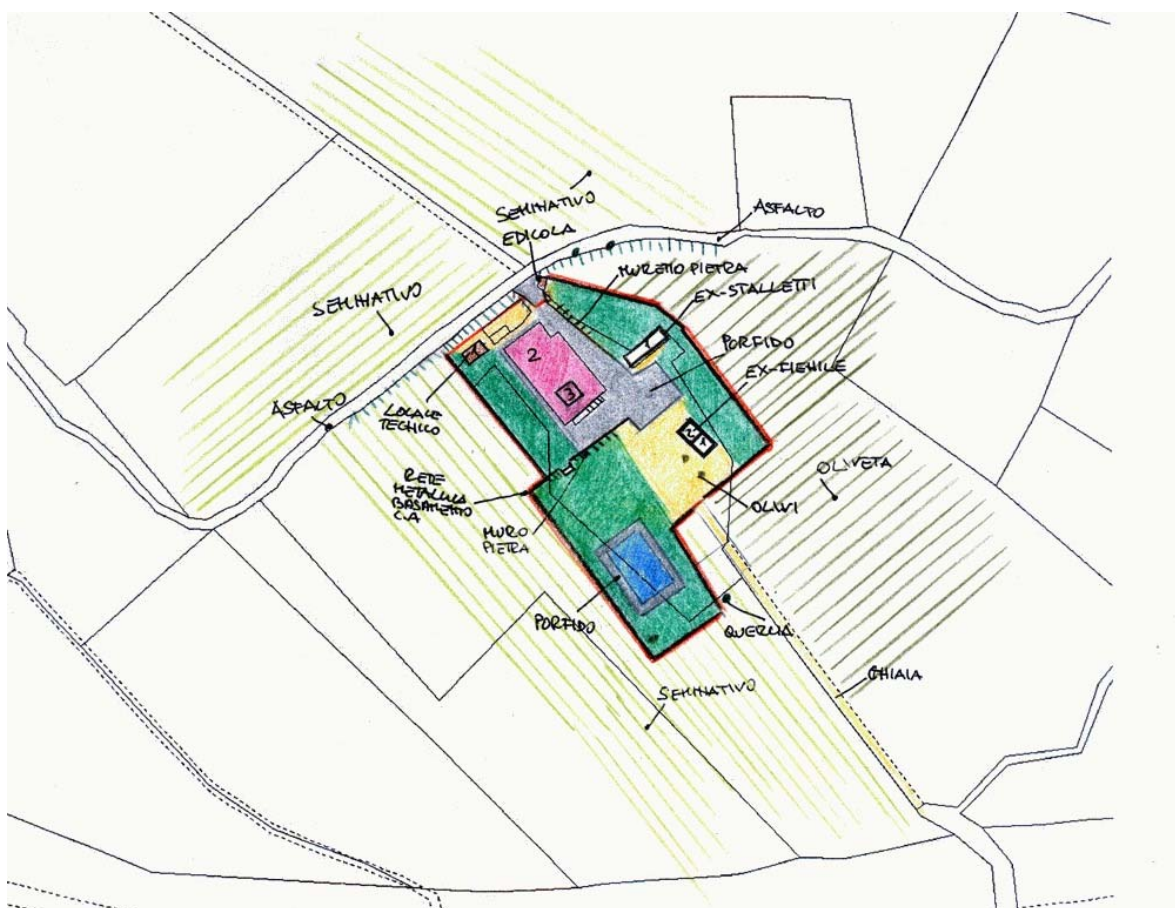 SEMINATIVO
EDICOLA
ASFALTO
MURETTO PIETRA
EX-STALLETTI
SEMINATIVO
PORFIDO
EX-FIENILE
2
3
ASFALTO
LOCALE
TECNICO
RETE
METALLICA
BASAMENTO
C.A
MURO
PIETRA
OLIVETA
OLIVI
PORFIDO
QUERCIA
GHIAIA
SEMINATIVO